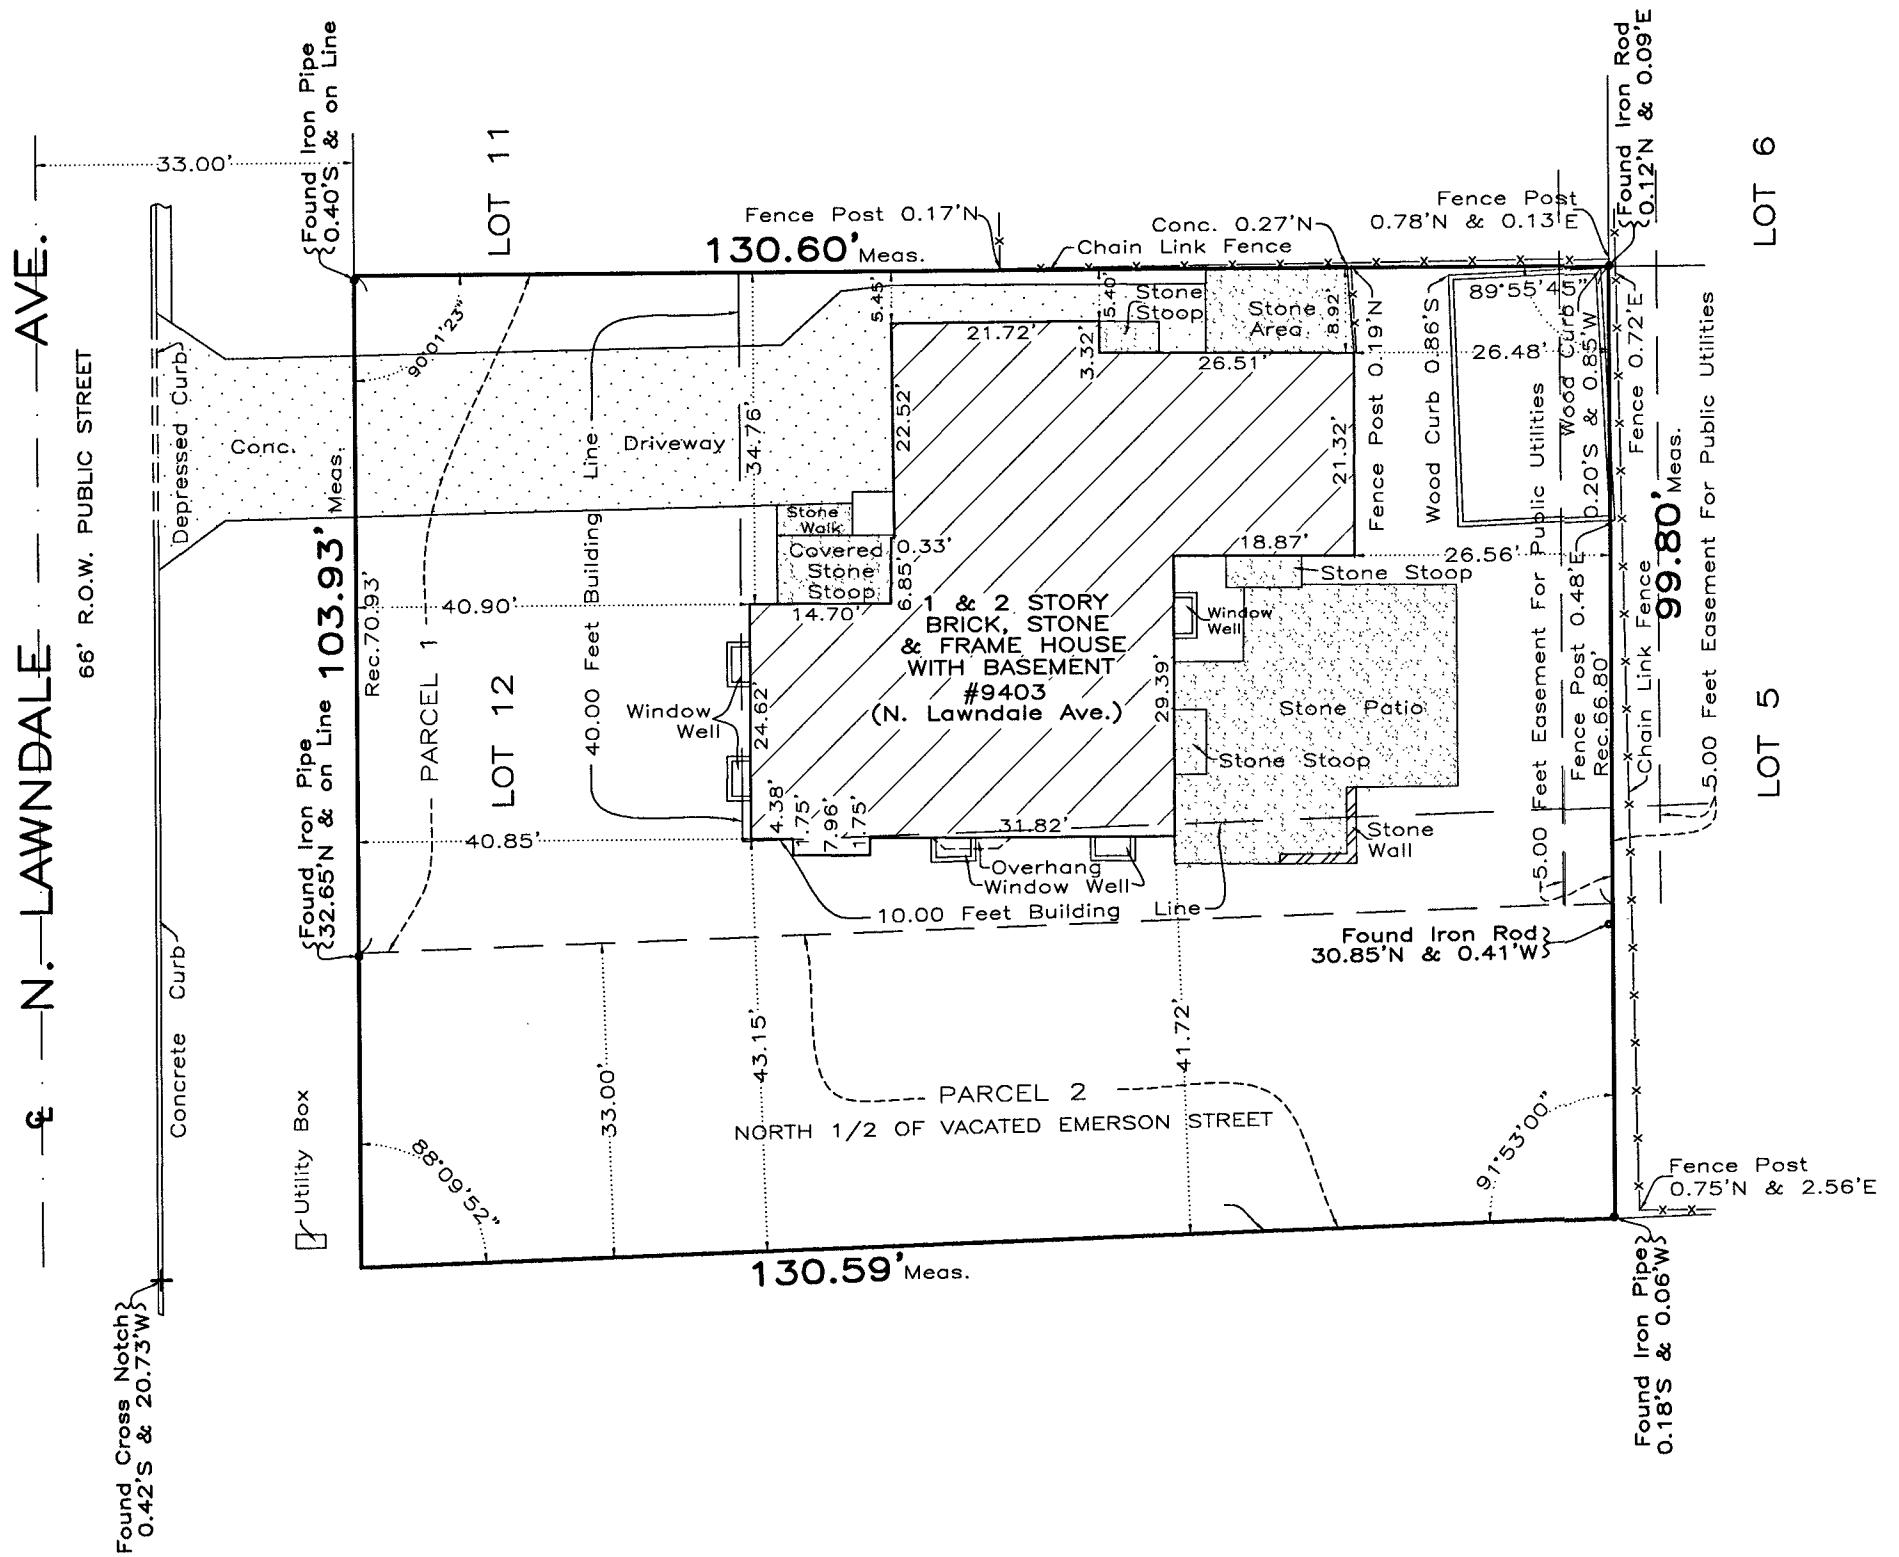 ℄ N. LAWNDALE AVE.
66' R.O.W. PUBLIC STREET
33.00'
Found Iron Pipe
0.40'S & on Line
LOT 11
Fence Post 0.17'N
130.60' Meas.
Chain Link Fence
Conc. 0.27'N
Fence Post
0.78'N & 0.13'E
Found Iron Rod
0.12'N & 0.09'E
LOT 6
Depressed Curb
Conc.
90°01'23"
Driveway
34.76'
5.45'
21.72'
5.40'
3.32'
Stone
Stoop
Stone
Area
8.92'
26.51'
Fence Post 0.19'N
Wood Curb 0.86'S
89°55'45"
26.48'
Wood Curb
0.20'S & 0.85'W
Fence 0.72'E
5.00 Feet Easement For Public Utilities
5.00 Feet Easement For Public Utilities
103.93' Meas.
Rec.70.93'
PARCEL 1
LOT 12
40.00 Feet Building Line
22.52'
21.32'
Stone
Walk
Covered
Stone
Stoop
0.33'
6.85'
14.70'
40.90'
18.87'
26.56'
Stone Stoop
Window
Well
1 & 2 STORY
BRICK, STONE
& FRAME HOUSE
WITH BASEMENT
#9403
(N. Lawndale Ave.)
29.39'
Stone Patio
Stone Stoop
Window
Well
24.62'
4.38'
1.75'
7.96'
1.75'
31.82'
40.85'
Overhang
Window Well
10.00 Feet Building Line
Stone
Wall
Fence Post 0.48'E
Rec.66.80'
Chain Link Fence
99.80' Meas.
LOT 5
Found Iron Pipe
32.65'N & on Line
Found Iron Rod
30.85'N & 0.41'W
Concrete Curb
Utility Box
88°09'52"
33.00'
43.15'
41.72'
PARCEL 2
NORTH 1/2 OF VACATED EMERSON STREET
91°53'00"
Fence Post
0.75'N & 2.56'E
130.59' Meas.
Found Cross Notch
0.42'S & 20.73'W
Found Iron Pipe
0.18'S & 0.06'W